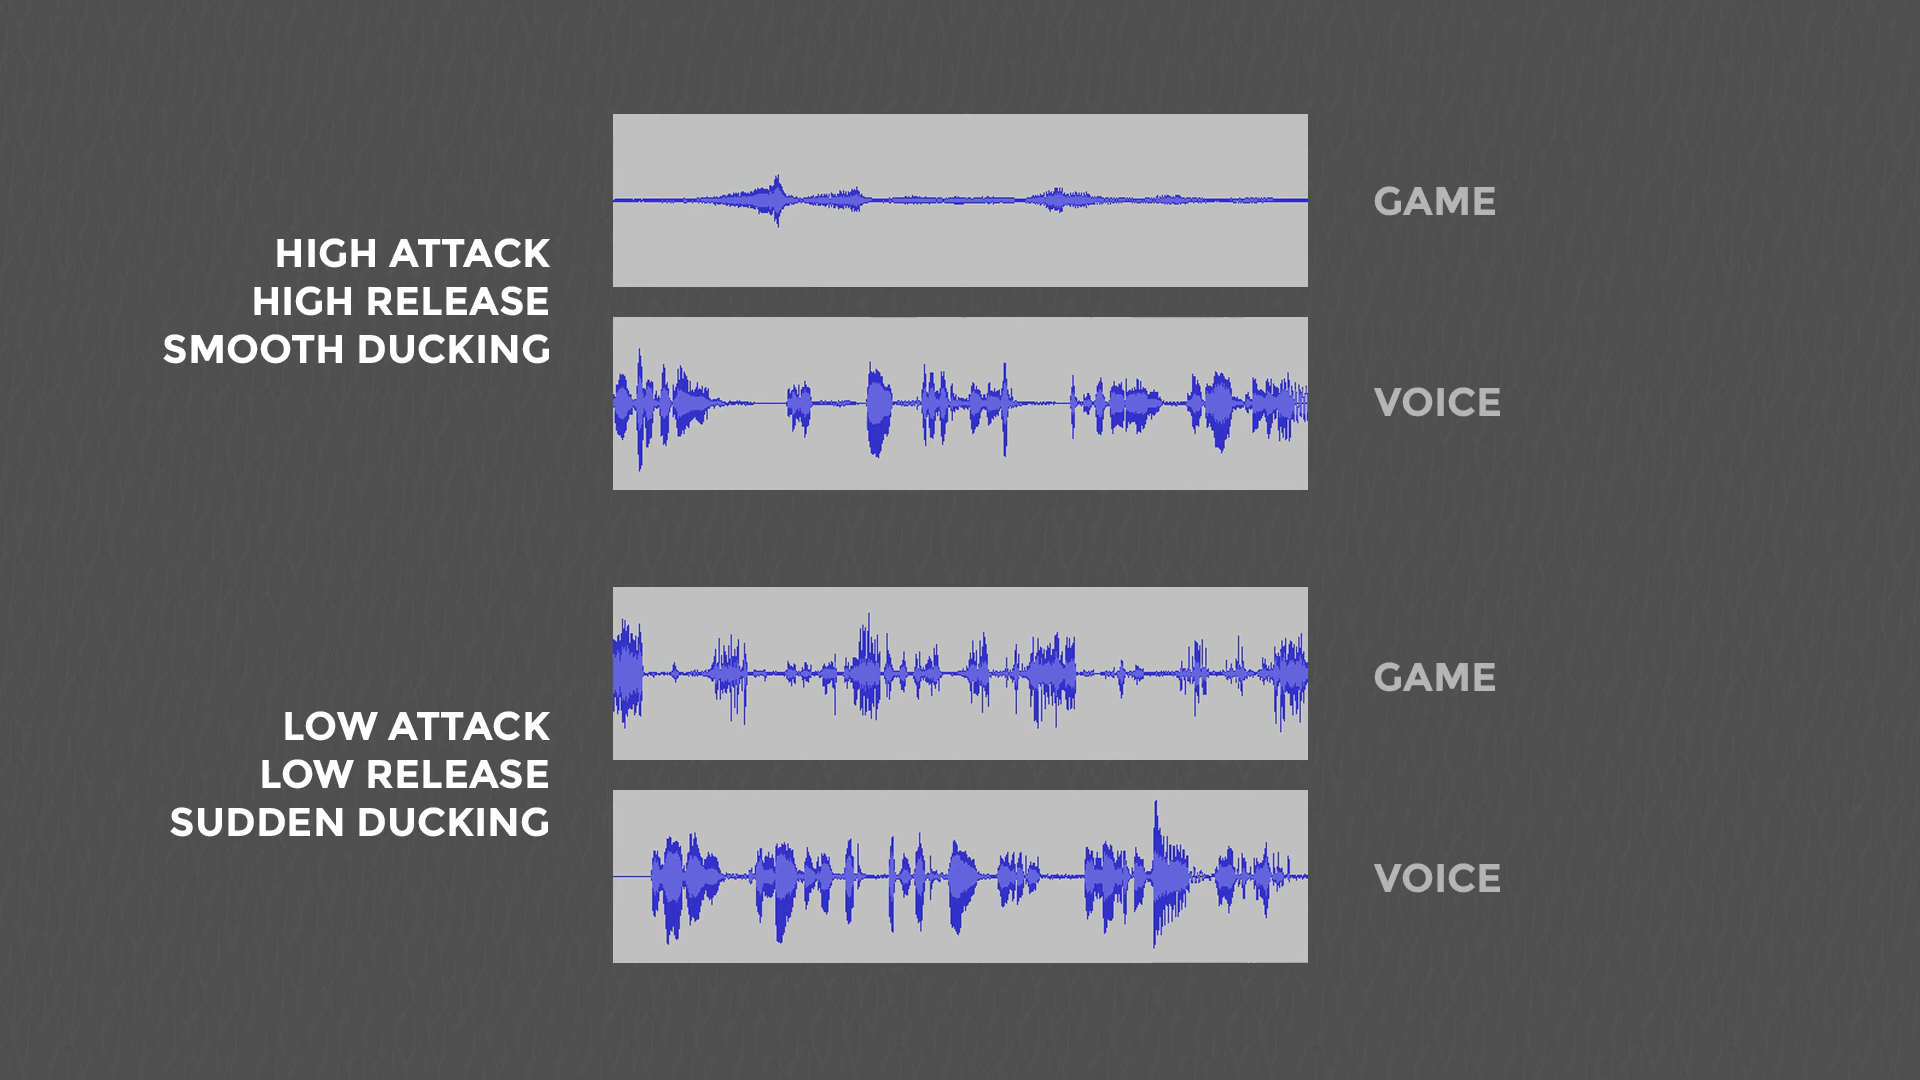 HIGH ATTACK
HIGH RELEASE
SMOOTH DUCKING
GAME
VOICE
LOW ATTACK
LOW RELEASE
SUDDEN DUCKING
GAME
VOICE